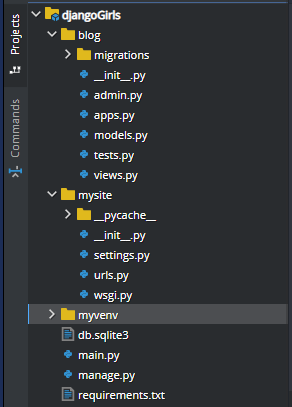 Projects
Commands
djangoGirls
blog
migrations
__init__.py
admin.py
apps.py
models.py
tests.py
views.py
mysite
__pycache__
__init__.py
settings.py
urls.py
wsgi.py
myvenv
db.sqlite3
main.py
manage.py
requirements.txt